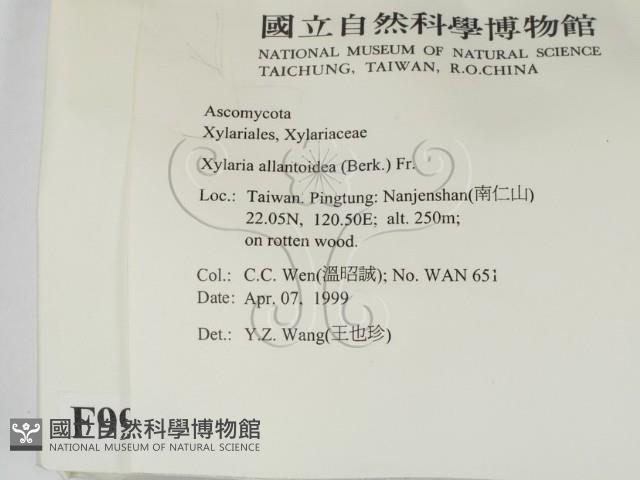 國立自然科學博物館
NATIONAL MUSEUM OF NATURAL SCIENCE
TAICHUNG, TAIWAN, R.O.CHINA
Ascomycota
Xylariales, Xylariaceae
Xylaria allantoidea (Berk.) Fr.
Loc.: Taiwan. Pingtung: Nanjenshan(南仁山)
22.05N, 120.50E; alt. 250m;
on rotten wood.
Col.: C.C. Wen(溫昭誠); No. WAN 651
Date: Apr. 07, 1999
Det.: Y.Z. Wang(王也珍)
國立自然科學博物館
NATIONAL MUSEUM OF NATURAL SCIENCE